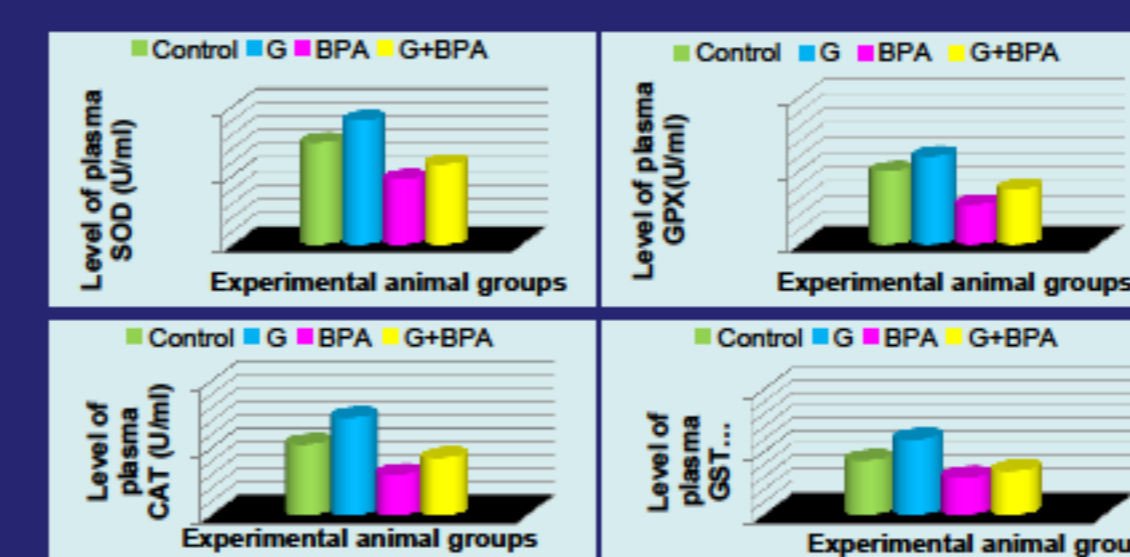 Control G BPA G+BPA
Level of plasma
SOD (U/ml)
Experimental animal groups
Control G BPA G+BPA
Level of plasma
GPX(U/ml)
Experimental animal groups
Control G BPA G+BPA
Level of
plasma
CAT (U/ml)
Experimental animal groups
Control G BPA G+BPA
Level of
plasma
GST...
Experimental animal grou